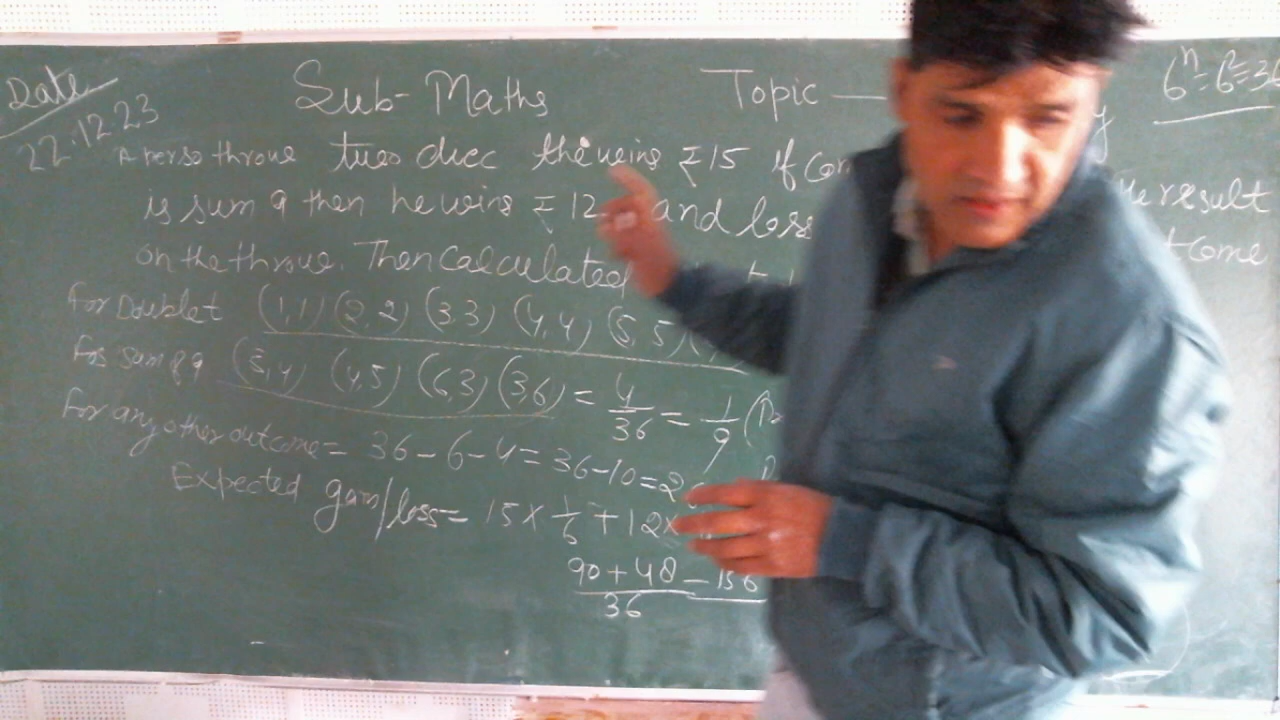 Date
22.12.23
Sub- Maths
Topic —
6ⁿ = 6² = 36
A perso throue two dice the wins ₹15 if
is sum 9 then he wins ₹12 and loss
result
on the throue. Then Calculated
tcome
for Doublet (1,1) (2,2) (3,3) (4,4) (5,5)
for sum of 9 (5,4) (4,5) (6,3) (3,6) = 4/36 = 1/9
For any other outcome = 36-6-4 = 36-10 = 2
Expected gain/loss = 15 x 1/6 + 12 x
90+48-156
36